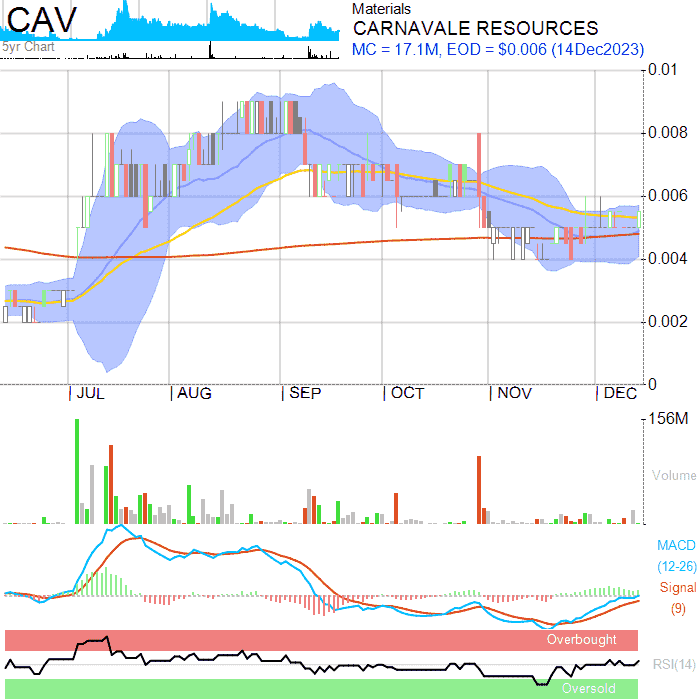 CAV
5yr Chart
Materials
CARNAVALE RESOURCES
MC = 17.1M, EOD = $0.006 (14Dec2023)
0.01
0.008
0.006
0.004
0.002
0
JUL AUG SEP OCT NOV DEC
156M
Volume
MACD
(12-26)
Signal
(9)
Overbought
RSI(14)
Oversold